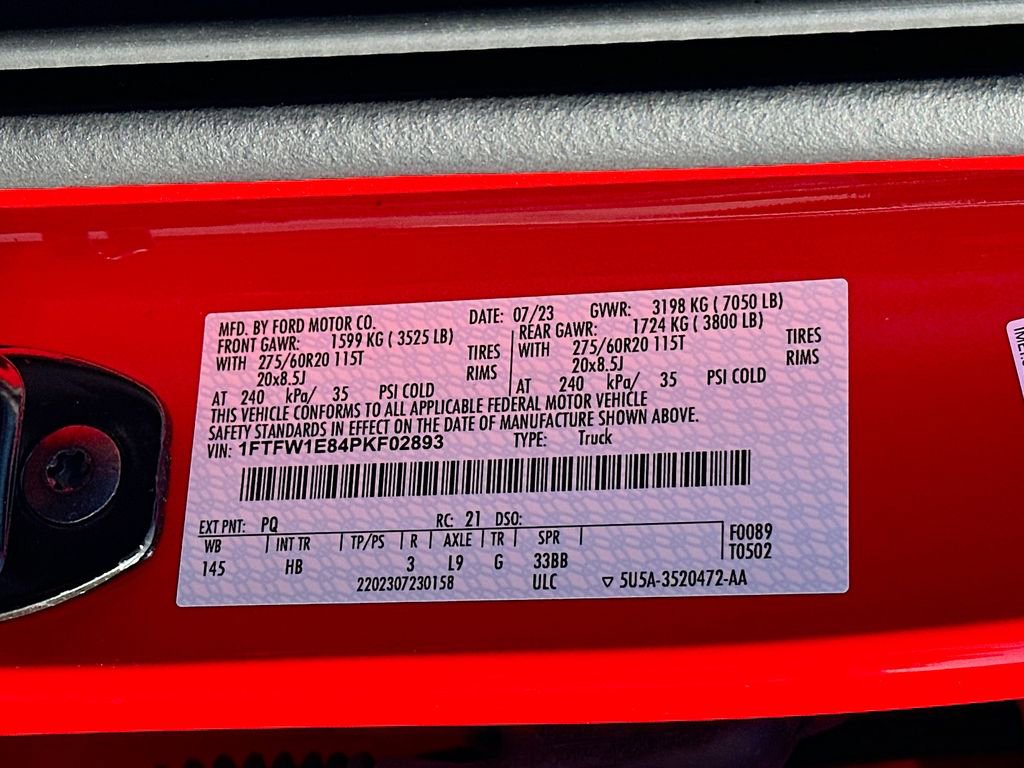 MFD. BY FORD MOTOR CO. DATE: 07/23 GVWR: 3198 KG ( 7050 LB)
FRONT GAWR: 1599 KG ( 3525 LB) REAR GAWR: 1724 KG ( 3800 LB)
WITH 275/60R20 115T TIRES WITH 275/60R20 115T TIRES
20x8.5J RIMS 20x8.5J RIMS
AT 240 kPa/ 35 PSI COLD AT 240 kPa/ 35 PSI COLD
THIS VEHICLE CONFORMS TO ALL APPLICABLE FEDERAL MOTOR VEHICLE
SAFETY STANDARDS IN EFFECT ON THE DATE OF MANUFACTURE SHOWN ABOVE.
VIN: 1FTFW1E84PKF02893 TYPE: Truck
EXT PNT: PQ RC: 21 DSO:
WB INT TR TP/PS R AXLE TR SPR F0089
145 HB 3 L9 G 33BB T0502
2202307230158 ULC ▽ 5U5A-3520472-AA